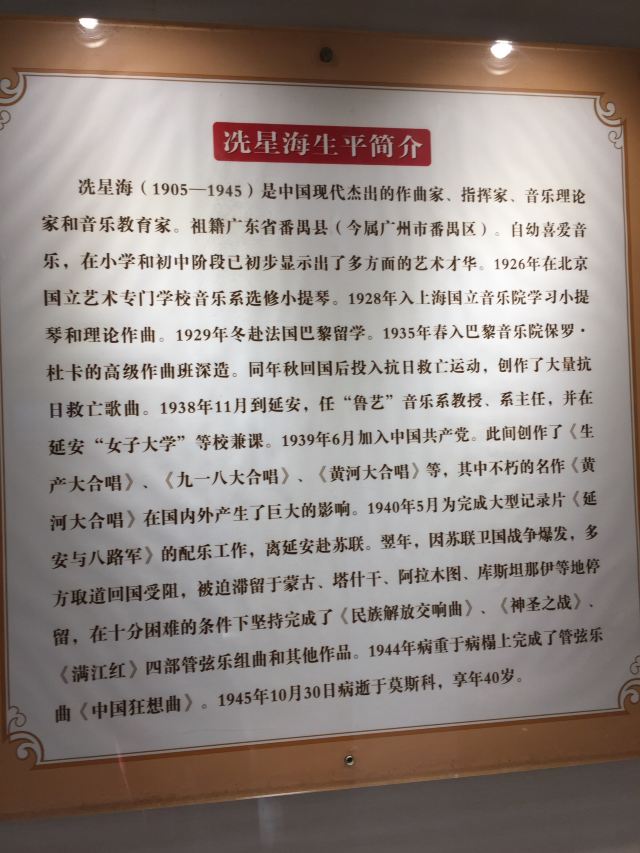 冼星海生平简介
冼星海（1905—1945）是中国现代杰出的作曲家、指挥家、音乐理论
家和音乐教育家。祖籍广东省番禺县（今属广州市番禺区）。自幼喜爱音
乐，在小学和初中阶段已初步显示出了多方面的艺术才华。1926年在北京
国立艺术专门学校音乐系选修小提琴。1928年入上海国立音乐院学习小提
琴和理论作曲。1929年冬赴法国巴黎留学。1935年春入巴黎音乐院保罗·
杜卡的高级作曲班深造。同年秋回国后投入抗日救亡运动，创作了大量抗
日救亡歌曲。1938年11月到延安，任“鲁艺”音乐系教授、系主任，并在
延安“女子大学”等校兼课。1939年6月加入中国共产党。此间创作了《生
产大合唱》、《九一八大合唱》、《黄河大合唱》等，其中不朽的名作《黄
河大合唱》在国内外产生了巨大的影响。1940年5月为完成大型记录片《延
安与八路军》的配乐工作，离延安赴苏联。翌年，因苏联卫国战争爆发，多
方取道回国受阻，被迫滞留于蒙古、塔什干、阿拉木图、库斯坦那伊等地停
留，在十分困难的条件下坚持完成了《民族解放交响曲》、《神圣之战》、
《满江红》四部管弦乐组曲和其他作品。1944年病重于病榻上完成了管弦乐
曲《中国狂想曲》。1945年10月30日病逝于莫斯科，享年40岁。